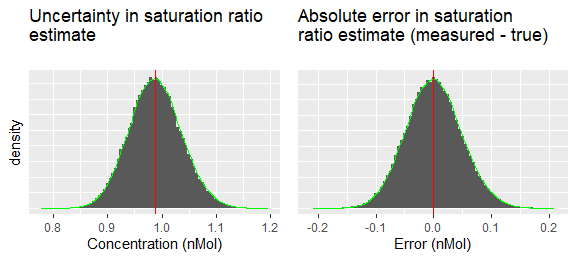 Uncertainty in saturation ratio
estimate
density
0.8 0.9 1.0 1.1 1.2
Concentration (nMol)
Absolute error in saturation
ratio estimate (measured - true)
-0.2 -0.1 0.0 0.1 0.2
Error (nMol)